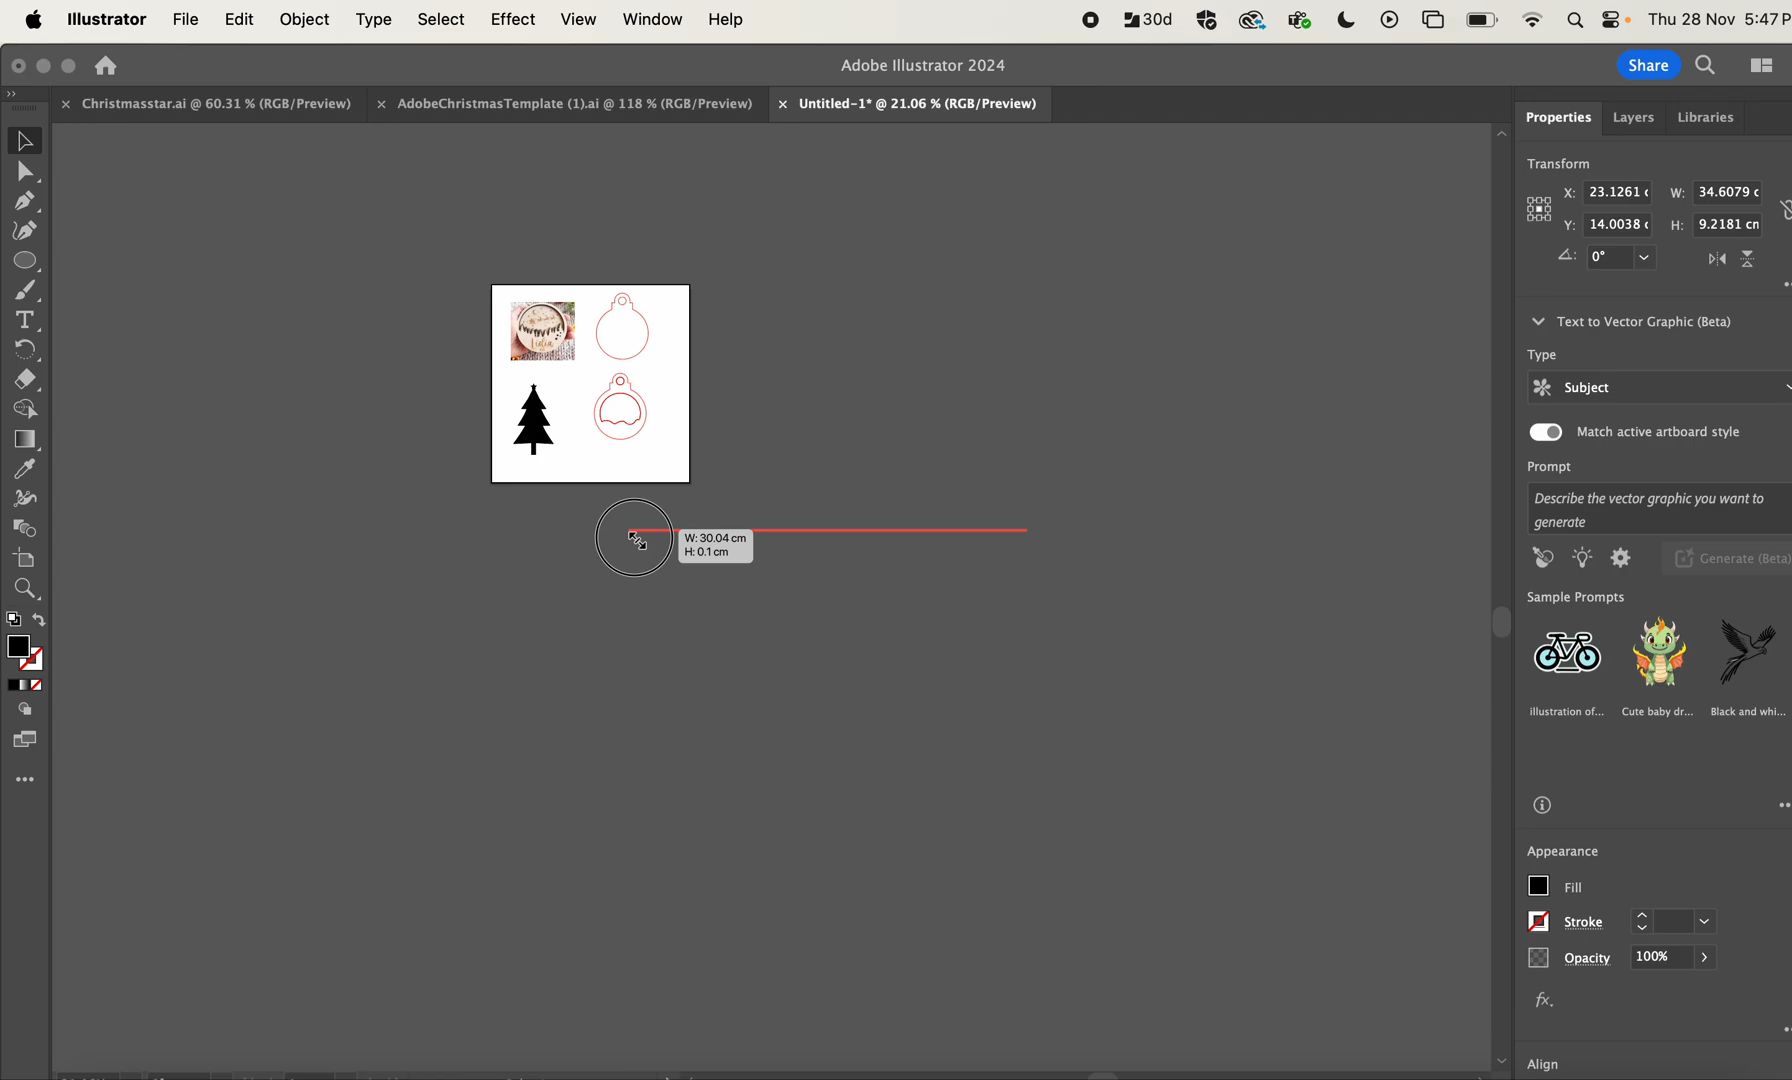 Illustrator File Edit Object Type Select Effect View Window Help 30d Thu 28 Nov 5:47 P
Adobe Illustrator 2024 Share
Christmasstar.ai @ 60.31 % (RGB/Preview) AdobeChristmasTemplate (1).ai @ 118 % (RGB/Preview) Untitled-1* @ 21.06 % (RGB/Preview)
Properties Layers Libraries
Transform
X: 23.1261 W: 34.6079
Y: 14.0038 H: 9.2181 cm
0°
Text to Vector Graphic (Beta)
Type
Subject
Match active artboard style
Prompt
Describe the vector graphic you want to
generate
Generate (Beta)
Sample Prompts
illustration of... Cute baby dr... Black and whi...
Appearance
Fill
Stroke
Opacity 100%
fx.
Align
Lidia
W: 30.04 cm
H: 0.1 cm